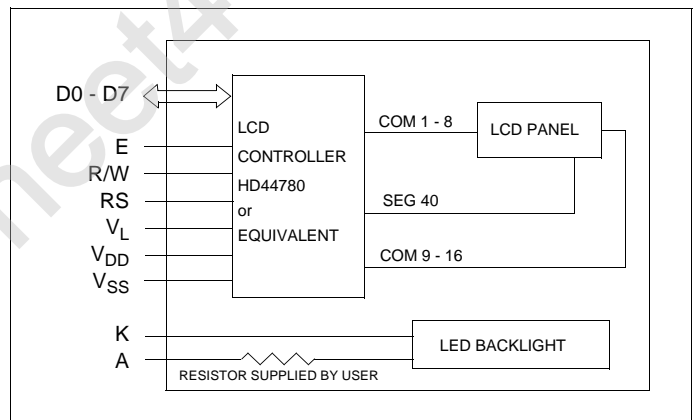 D0 - D7
E
R/W
RS
VL
VDD
VSS
K
A
LCD
CONTROLLER
HD44780
or
EQUIVALENT
COM 1 - 8
SEG 40
COM 9 - 16
LCD PANEL
LED BACKLIGHT
RESISTOR SUPPLIED BY USER